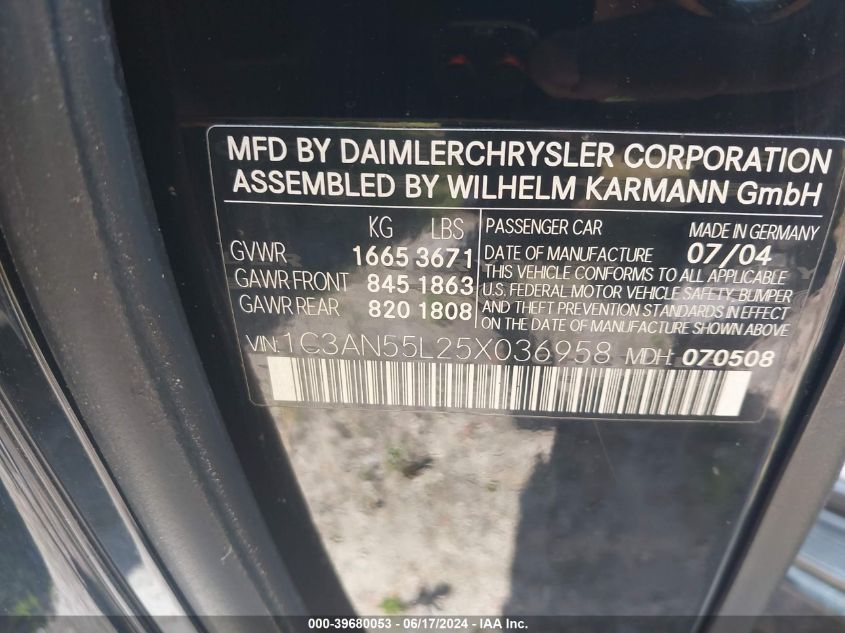 MFD BY DAIMLERCHRYSLER CORPORATION
ASSEMBLED BY WILHELM KARMANN GmbH
KG LBS
GVWR 1665 3671
GAWR FRONT 845 1863
GAWR REAR 820 1808
PASSENGER CAR MADE IN GERMANY
DATE OF MANUFACTURE 07/04
THIS VEHICLE CONFORMS TO ALL APPLICABLE
U.S. FEDERAL MOTOR VEHICLE SAFETY, BUMPER
AND THEFT PREVENTION STANDARDS IN EFFECT
ON THE DATE OF MANUFACTURE SHOWN ABOVE
VIN: 1C3AN55L25X036958 MDH: 070508
000-39680053 - 06/17/2024 - IAA Inc.